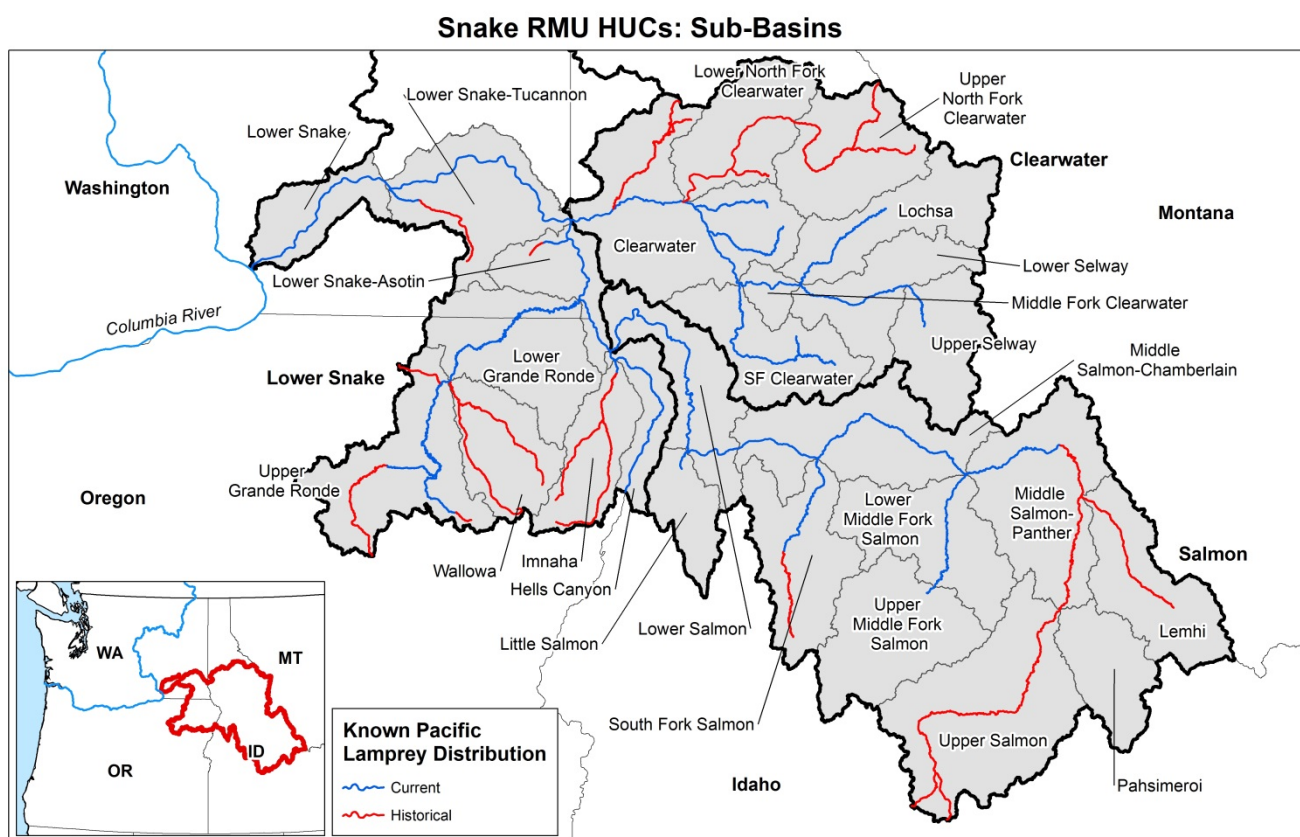 Snake RMU HUCs: Sub-Basins
Lower North Fork
Clearwater
Upper
North Fork
Clearwater
Lower Snake-Tucannon
Lower Snake
Washington
Clearwater
Montana
Lochsa
Clearwater
Lower Selway
Lower Snake-Asotin
Middle Fork Clearwater
Columbia River
Upper Selway
Middle
Salmon-Chamberlain
Lower
Grande Ronde
Lower Snake
SF Clearwater
Upper
Grande Ronde
Oregon
Lower
Middle Fork
Salmon
Middle
Salmon-
Panther
Salmon
Wallowa
Imnaha
Hells Canyon
Little Salmon
Lower Salmon
Upper
Middle Fork
Salmon
Lemhi
South Fork Salmon
Upper Salmon
Pahsimeroi
Idaho
WA
MT
OR
ID
Known Pacific
Lamprey Distribution
Current
Historical